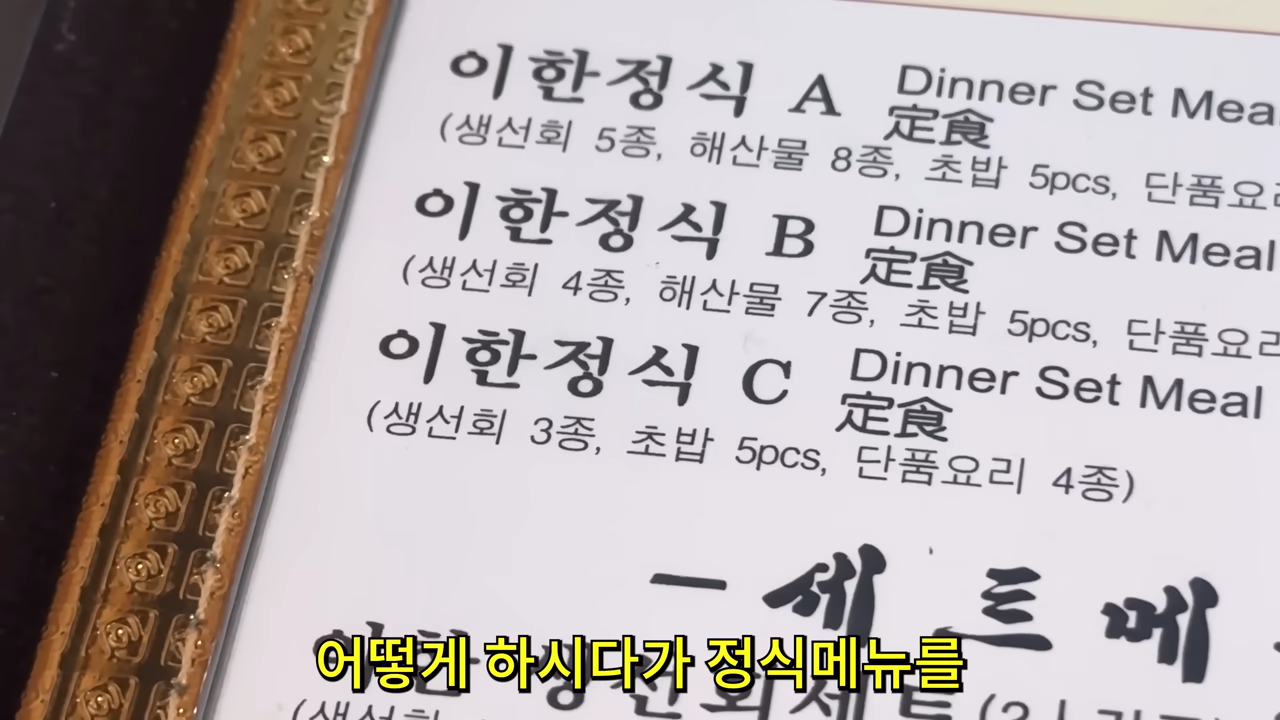 이한정식 A Dinner Set Mea
定食
(생선회 5종, 해산물 8종, 초밥 5pcs, 단품요리
이한정식 B Dinner Set Meal
定食
(생선회 4종, 해산물 7종, 초밥 5pcs, 단품요리
이한정식 C Dinner Set Meal
定食
(생선회 3종, 초밥 5pcs, 단품요리 4종)
- 세 트 메
어떻게 하시다가 정식메뉴를